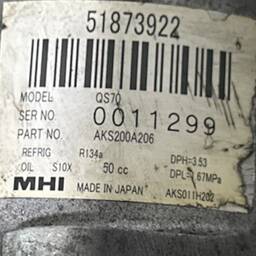 51873922
MODEL QS70
SER NO. 0011299
PART NO. AKS200A206
REFRIG R134a DPH=3.53
OIL S10X 50 cc DPL=1.67MPa
MHI MADE IN JAPAN AKS011H202